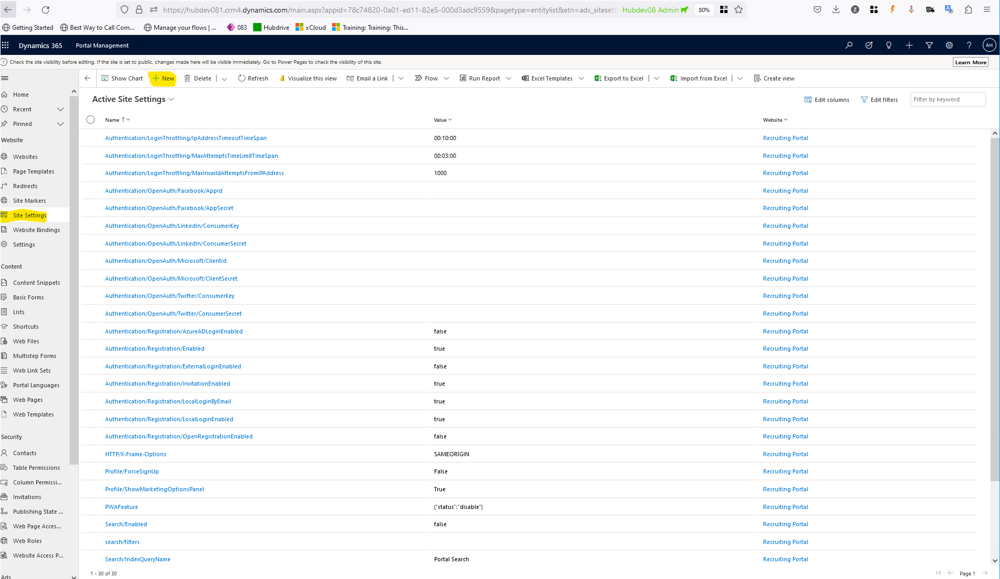 https://hubdev081.crm4.dynamics.com/main.aspx?appid=78c74820-0a01-ed11-82e5-000d3adc9559&pagetype=entitylist&etn=adx_sitesett
Hubdev08 Admin
80%
Getting Started
Best Way to Call Com...
Manage your flows | ...
083
Hubdrive
xCloud
Training: Training: This...
Dynamics 365
Portal Management
AH
Check the site visibility before editing. If the site is set to public, changes made here will be visible immediately. Go to Power Pages to check the visibility of this site.
Learn More
Show Chart
New
Delete
Refresh
Visualize this view
Email a Link
Flow
Run Report
Excel Templates
Export to Excel
Import from Excel
Create view
Home
Recent
Pinned
Website
Websites
Page Templates
Redirects
Site Markers
Site Settings
Website Bindings
Settings
Content
Content Snippets
Basic Forms
Lists
Shortcuts
Web Files
Multistep Forms
Web Link Sets
Portal Languages
Web Pages
Web Templates
Security
Contacts
Table Permissions
Column Permissi...
Invitations
Publishing State ...
Web Page Acces...
Web Roles
Website Access P...
Ads
Active Site Settings
Edit columns
Edit filters
Filter by keyword
Name Value Website
Authentication/LoginThrottling/IpAddressTimeoutTimeSpan 00:10:00 Recruiting Portal
Authentication/LoginThrottling/MaxAttemptsTimeLimitTimeSpan 00:03:00 Recruiting Portal
Authentication/LoginThrottling/MaxInvaildAttemptsFromIPAddress 1000 Recruiting Portal
Authentication/OpenAuth/Facebook/AppId Recruiting Portal
Authentication/OpenAuth/Facebook/AppSecret Recruiting Portal
Authentication/OpenAuth/LinkedIn/ConsumerKey Recruiting Portal
Authentication/OpenAuth/LinkedIn/ConsumerSecret Recruiting Portal
Authentication/OpenAuth/Microsoft/ClientId Recruiting Portal
Authentication/OpenAuth/Microsoft/ClientSecret Recruiting Portal
Authentication/OpenAuth/Twitter/ConsumerKey Recruiting Portal
Authentication/OpenAuth/Twitter/ConsumerSecret Recruiting Portal
Authentication/Registration/AzureADLoginEnabled false Recruiting Portal
Authentication/Registration/Enabled true Recruiting Portal
Authentication/Registration/ExternalLoginEnabled false Recruiting Portal
Authentication/Registration/InvitationEnabled true Recruiting Portal
Authentication/Registration/LocalLoginByEmail true Recruiting Portal
Authentication/Registration/LocalLoginEnabled true Recruiting Portal
Authentication/Registration/OpenRegistrationEnabled false Recruiting Portal
HTTP/X-Frame-Options SAMEORIGIN Recruiting Portal
Profile/ForceSignUp False Recruiting Portal
Profile/ShowMarketingOptionsPanel True Recruiting Portal
PWAFeature {"status":"disable"} Recruiting Portal
Search/Enabled false Recruiting Portal
search/filters Recruiting Portal
Search/IndexQueryName Portal Search Recruiting Portal
1 - 30 of 30
Page 1